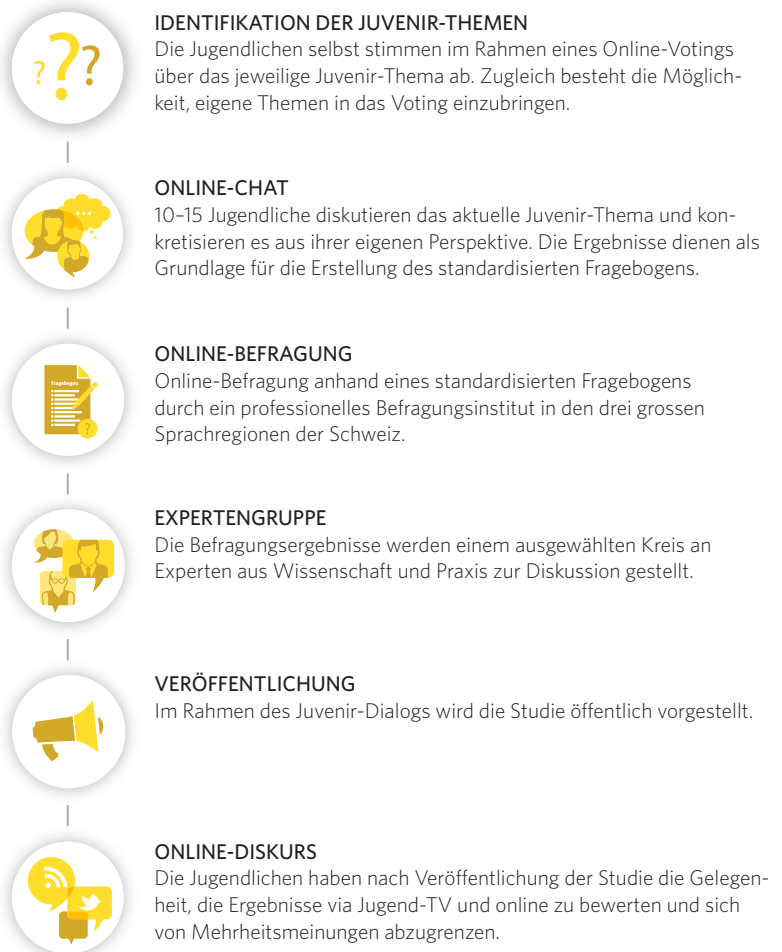 ???
IDENTIFIKATION DER JUVENIR-THEMEN
Die Jugendlichen selbst stimmen im Rahmen eines Online-Votings
über das jeweilige Juvenir-Thema ab. Zugleich besteht die Möglich-
keit, eigene Themen in das Voting einzubringen.
ONLINE-CHAT
10–15 Jugendliche diskutieren das aktuelle Juvenir-Thema und kon-
kretisieren es aus ihrer eigenen Perspektive. Die Ergebnisse dienen als
Grundlage für die Erstellung des standardisierten Fragebogens.
Fragebogen
?
ONLINE-BEFRAGUNG
Online-Befragung anhand eines standardisierten Fragebogens
durch ein professionelles Befragungsinstitut in den drei grossen
Sprachregionen der Schweiz.
EXPERTENGRUPPE
Die Befragungsergebnisse werden einem ausgewählten Kreis an
Experten aus Wissenschaft und Praxis zur Diskussion gestellt.
VERÖFFENTLICHUNG
Im Rahmen des Juvenir-Dialogs wird die Studie öffentlich vorgestellt.
ONLINE-DISKURS
Die Jugendlichen haben nach Veröffentlichung der Studie die Gelegen-
heit, die Ergebnisse via Jugend-TV und online zu bewerten und sich
von Mehrheitsmeinungen abzugrenzen.